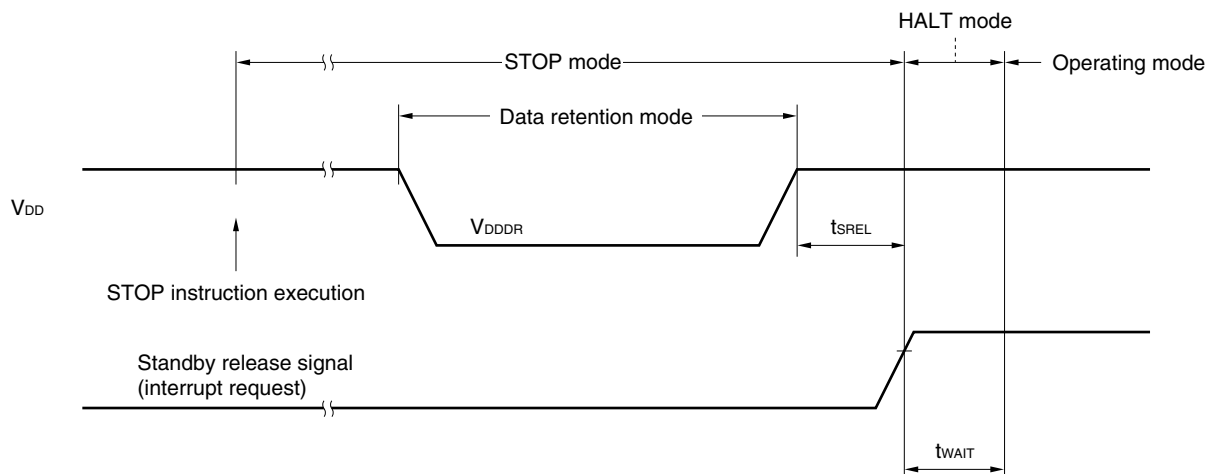 HALT mode
STOP mode
Operating mode
Data retention mode
VDD
VDDDR
tSREL
STOP instruction execution
Standby release signal
(interrupt request)
tWAIT